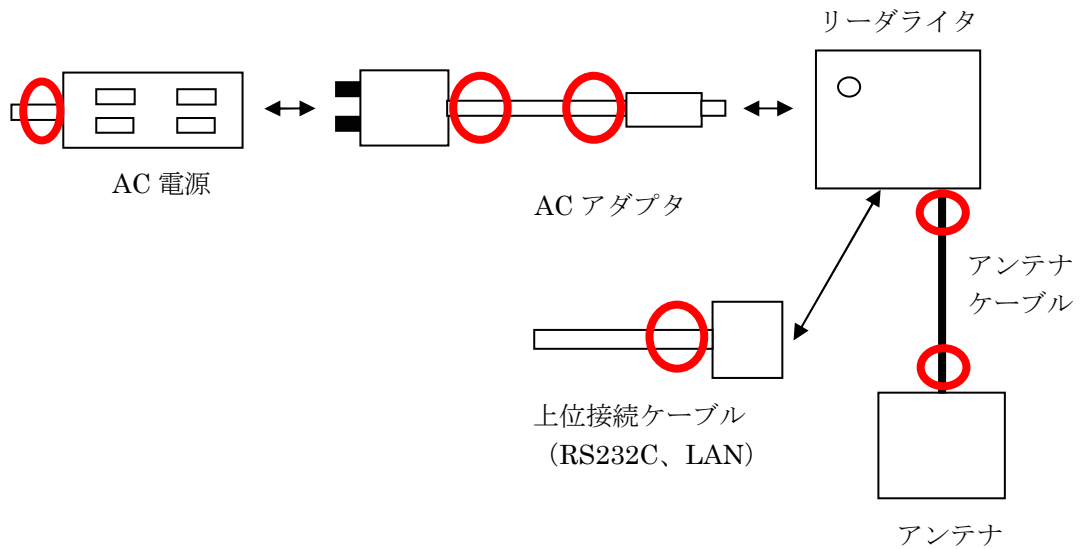 リーダライタ
AC 電源
AC アダプタ
アンテナ
ケーブル
上位接続ケーブル
（RS232C、LAN）
アンテナ